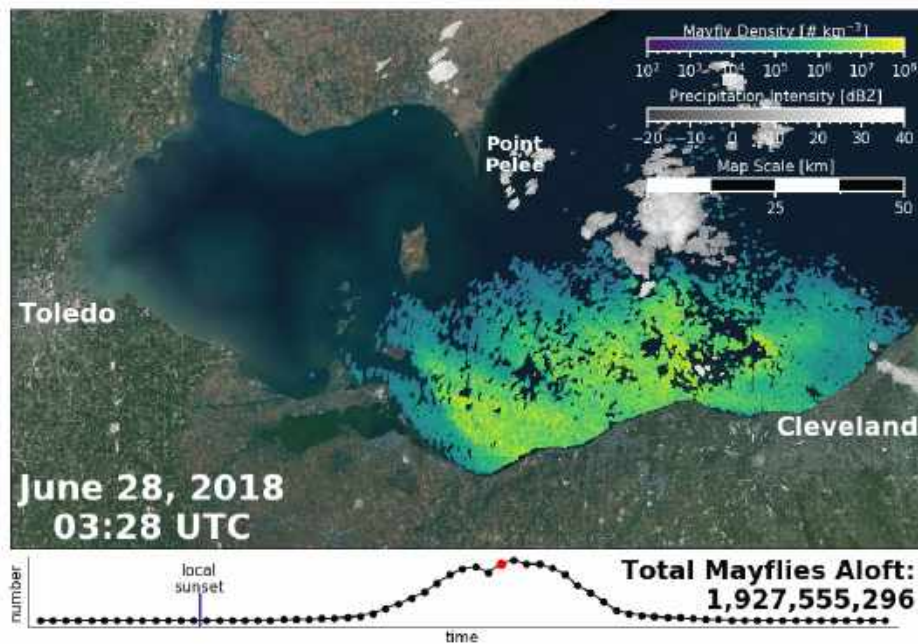 Mayfly Density [# km⁻³]
10² 10³ 10⁴ 10⁵ 10⁶ 10⁷ 10⁸
Precipitation Intensity [dBZ]
−20 −10 0 10 20 30 40
Map Scale [km]
0 25 50
Point
Pelee
Toledo
Cleveland
June 28, 2018
03:28 UTC
number
local
sunset
time
Total Mayflies Aloft:
1,927,555,296